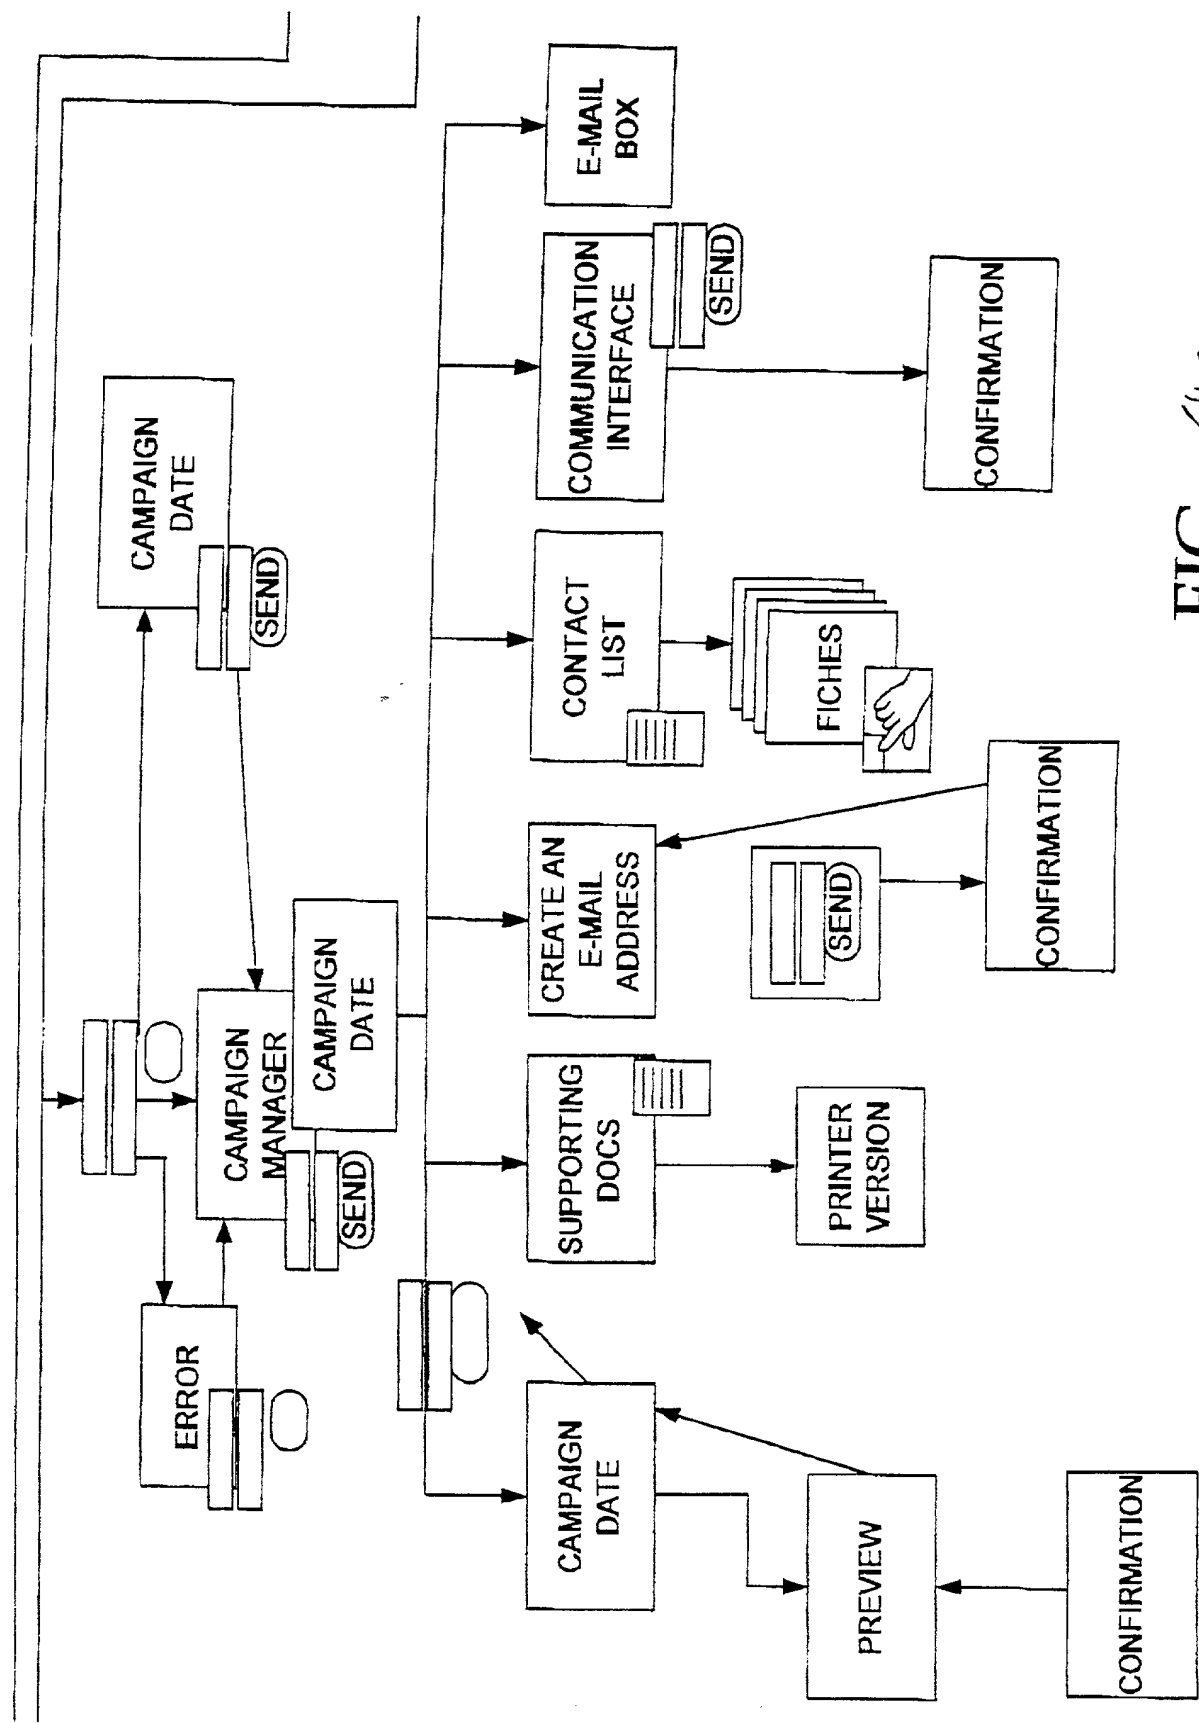 CAMPAIGN
DATE
SEND
ERROR
CAMPAIGN
MANAGER
SEND
CAMPAIGN
DATE
CAMPAIGN
DATE
SUPPORTING
DOCS
CREATE AN
E-MAIL
ADDRESS
CONTACT
LIST
COMMUNICATION
INTERFACE
SEND
E-MAIL
BOX
PREVIEW
PRINTER
VERSION
SEND
FICHES
CONFIRMATION
CONFIRMATION
CONFIRMATION
FIG